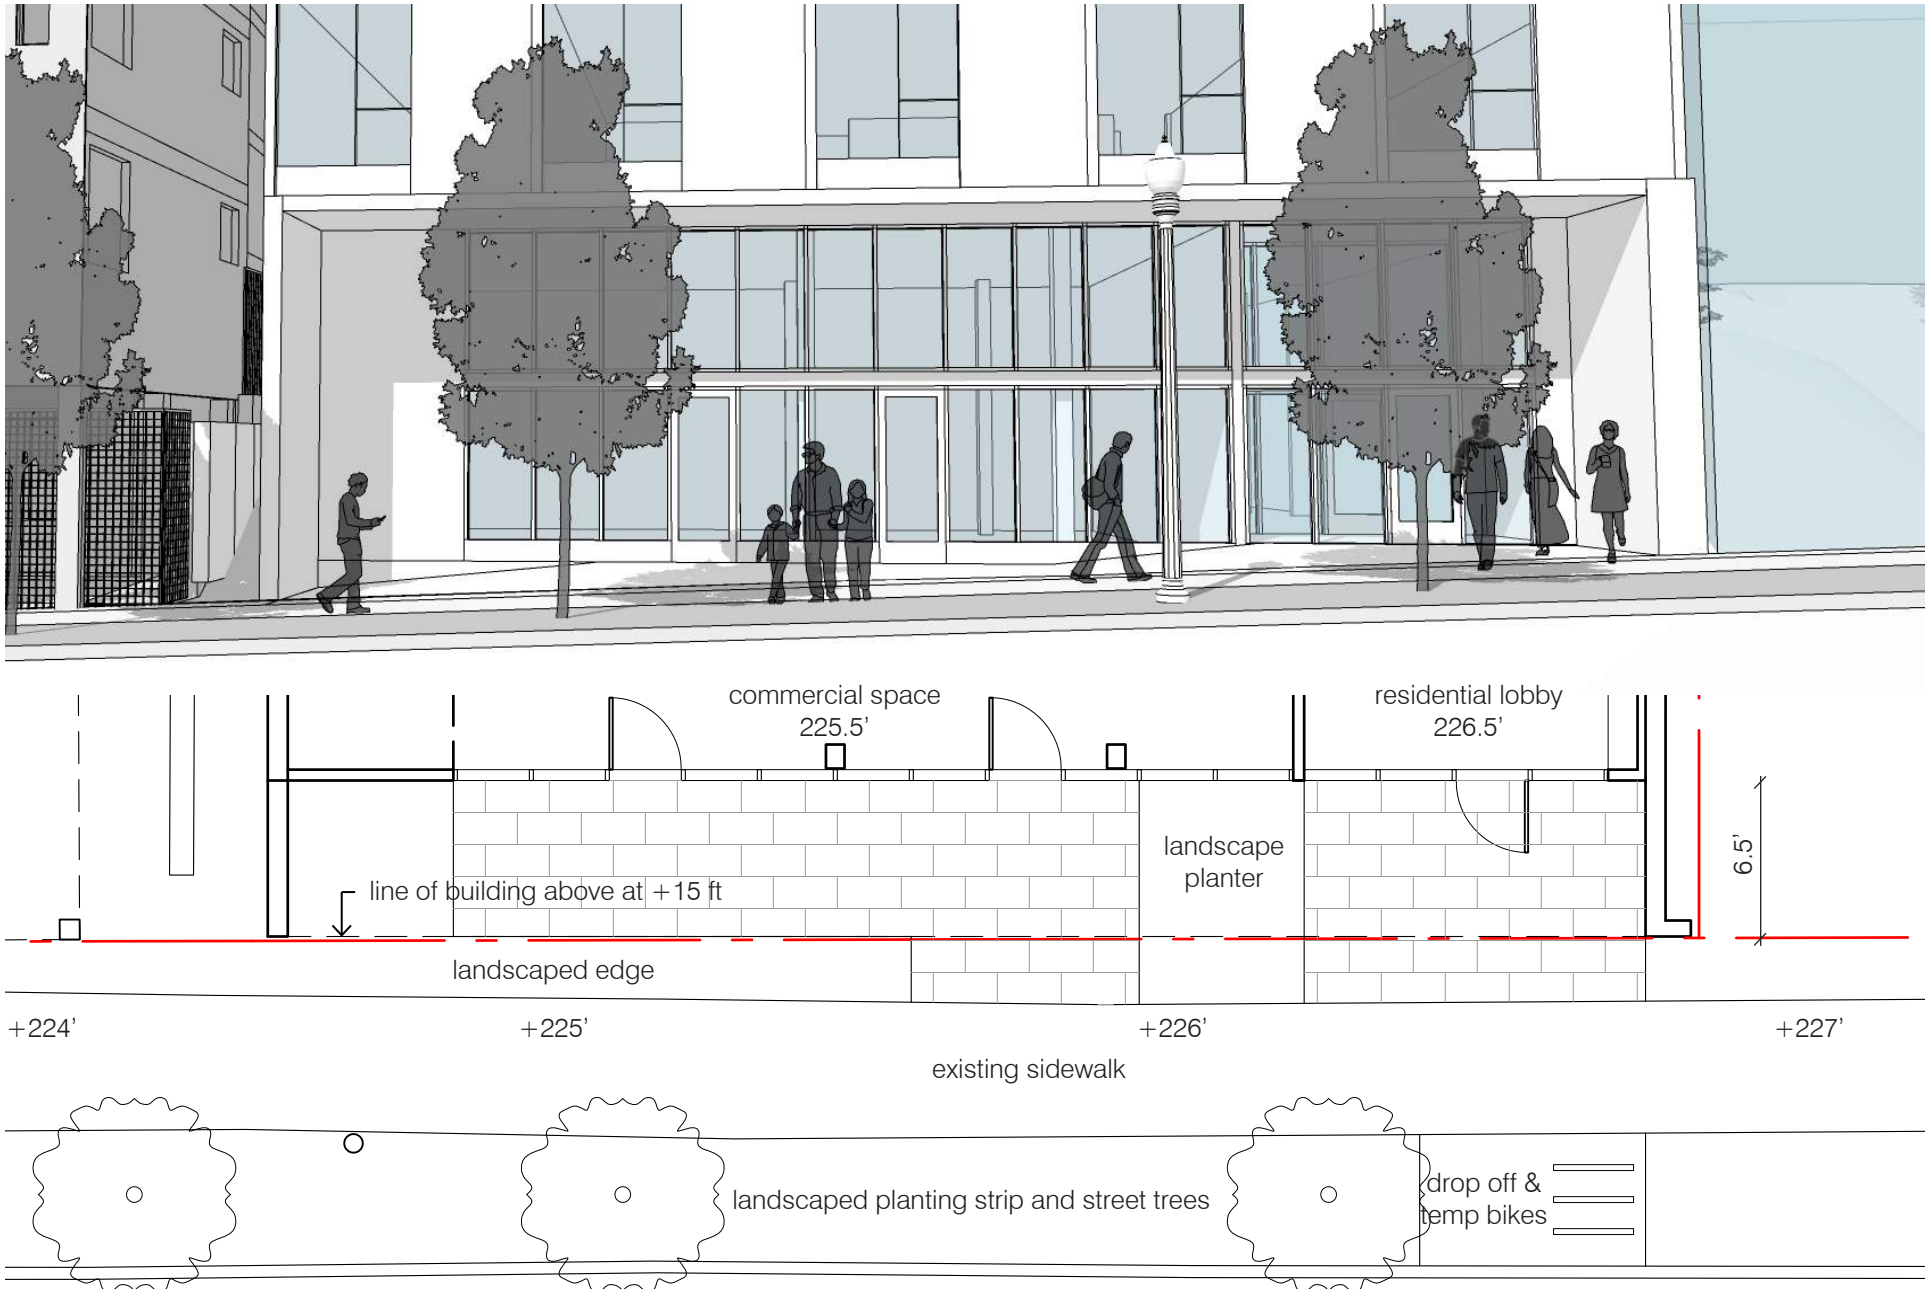 commercial space
225.5’
residential lobby
226.5’
landscape
planter
6.5’
line of building above at +15 ft
landscaped edge
+224’
+225’
+226’
+227’
existing sidewalk
landscaped planting strip and street trees
drop off &
temp bikes